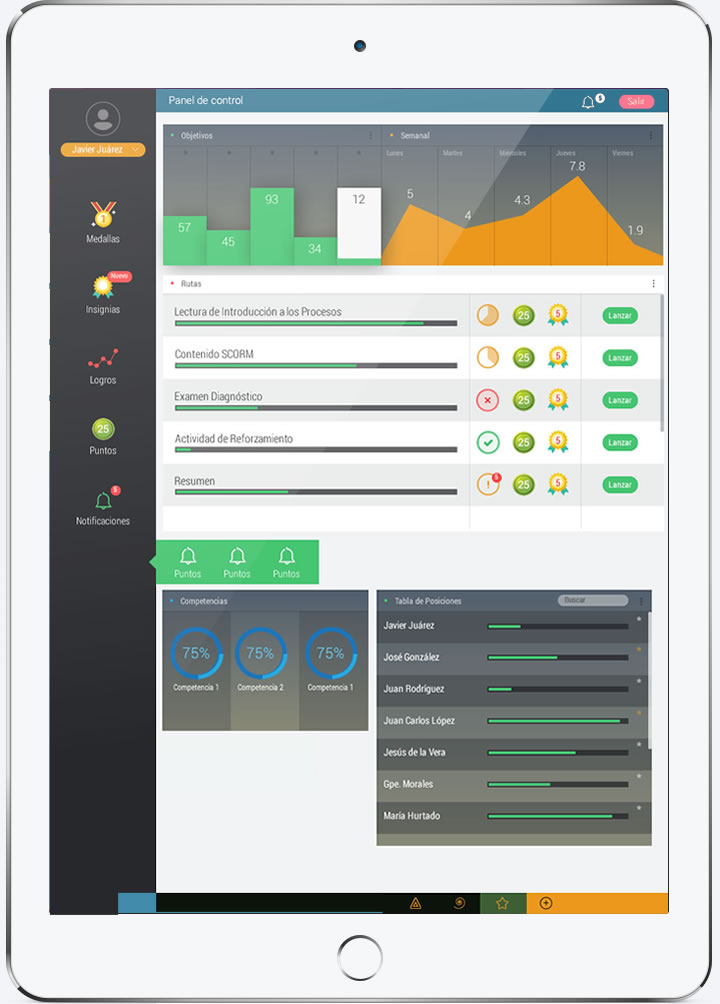 Panel de control
5
Salir
Javier Juárez
1
Medallas
Nuevo
Insignias
Logros
25
Puntos
5
Notificaciones
Objetivos
57
45
93
34
12
Semanal
Lunes Martes Miércoles Jueves Viernes
5
4
4.3
7.8
1.9
Rutas
Lectura de Introducción a los Procesos 25 5 Lanzar
Contenido SCORM 25 5 Lanzar
Examen Diagnóstico 25 5 Lanzar
Actividad de Reforzamiento 25 5 Lanzar
Resumen ! 5 25 5 Lanzar
Puntos Puntos Puntos
Competencias
75% 75% 75%
Competencia 1 Competencia 2 Competencia 1
Tabla de Posiciones Buscar
Javier Juárez
José González
Juan Rodriguez
Juan Carlos López
Jesús de la Vera
Gpe. Morales
María Hurtado